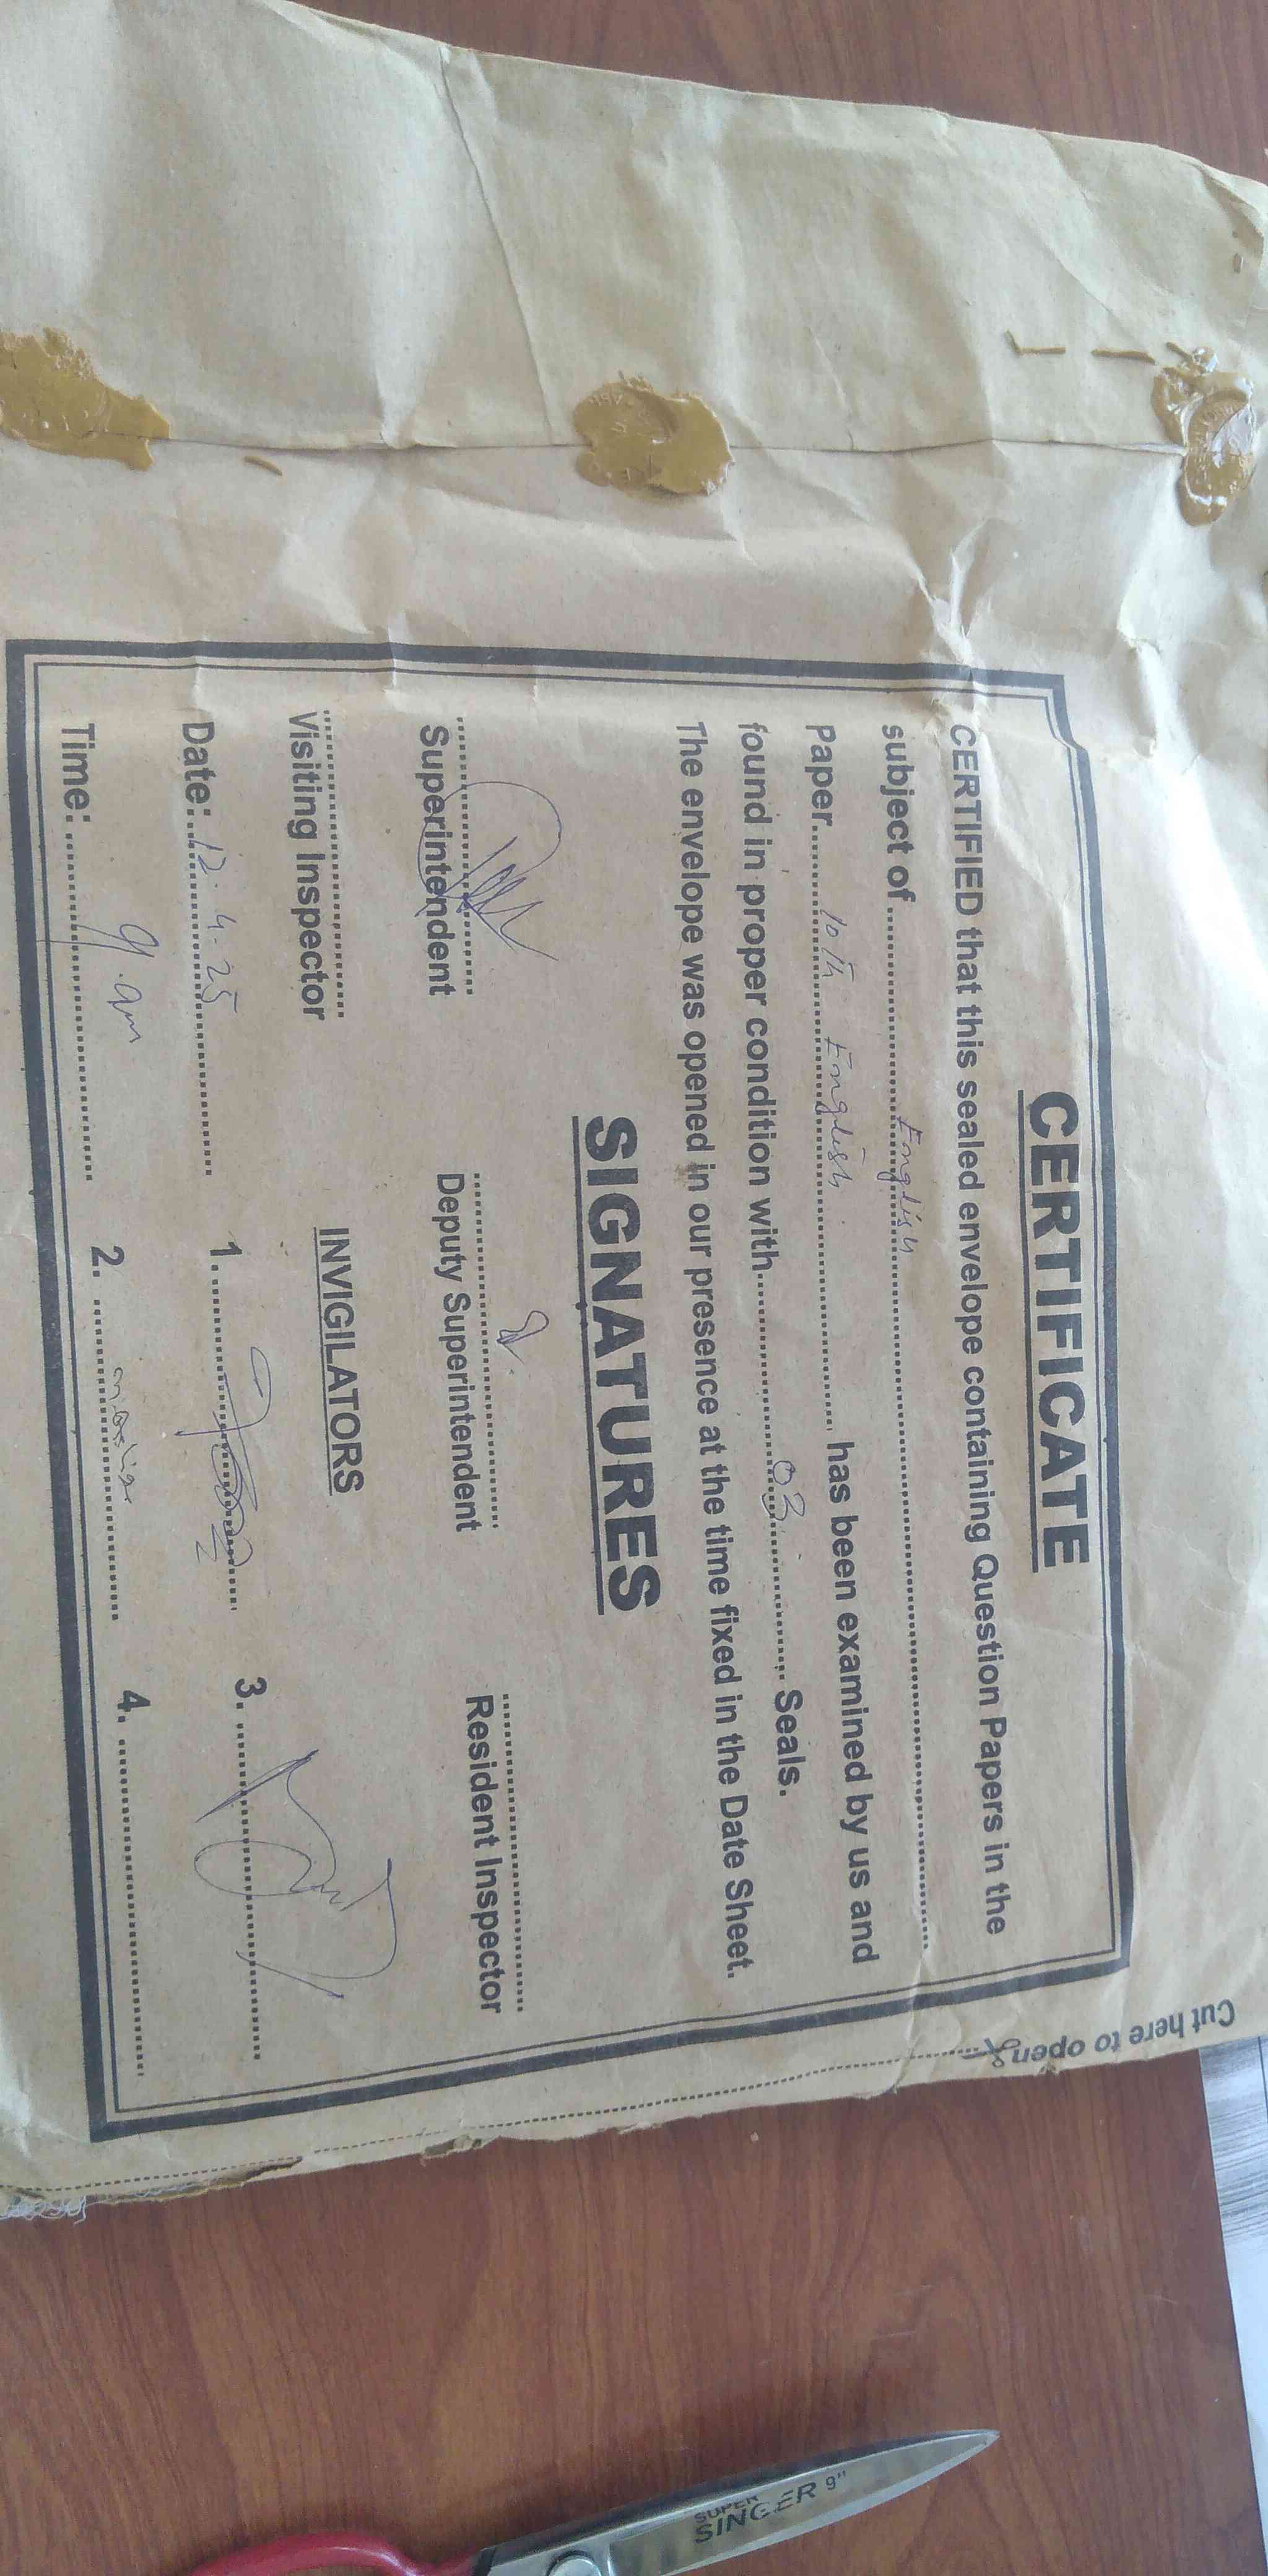 CERTIFICATE
CERTIFIED that this sealed envelope containing Question Papers in the
subject of.......... English ..........
Paper.......... 10th English .......... has been examined by us and
found in proper condition with.......... 03 .......... Seals.
The envelope was opened in our presence at the time fixed in the Date Sheet.
SIGNATURES
Superintendent Deputy Superintendent Resident Inspector
Visiting Inspector INVIGILATORS
Date: 12.4.25 1. 3.
Time: 9.am 2. 4.
Cut here to open
SUPER
SINGER 9"